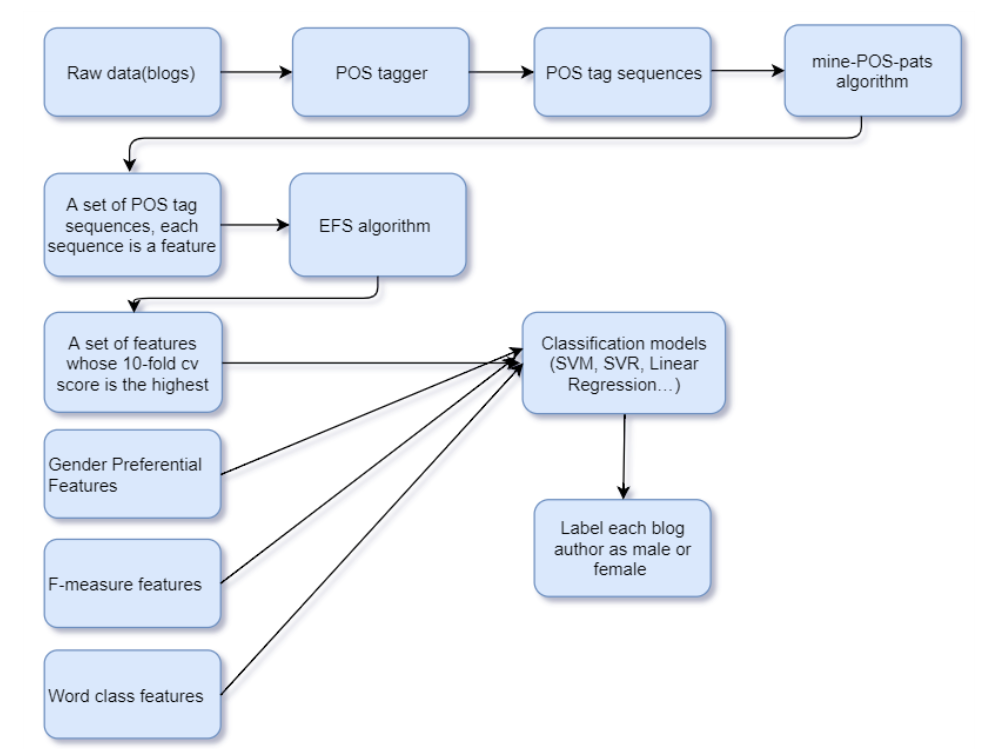 Raw data(blogs)
POS tagger
POS tag sequences
mine-POS-pats
algorithm
A set of POS tag
sequences, each
sequence is a feature
EFS algorithm
A set of features
whose 10-fold cv
score is the highest
Classification models
(SVM, SVR, Linear
Regression...)
Gender Preferential
Features
Label each blog
author as male or
female
F-measure features
Word class features